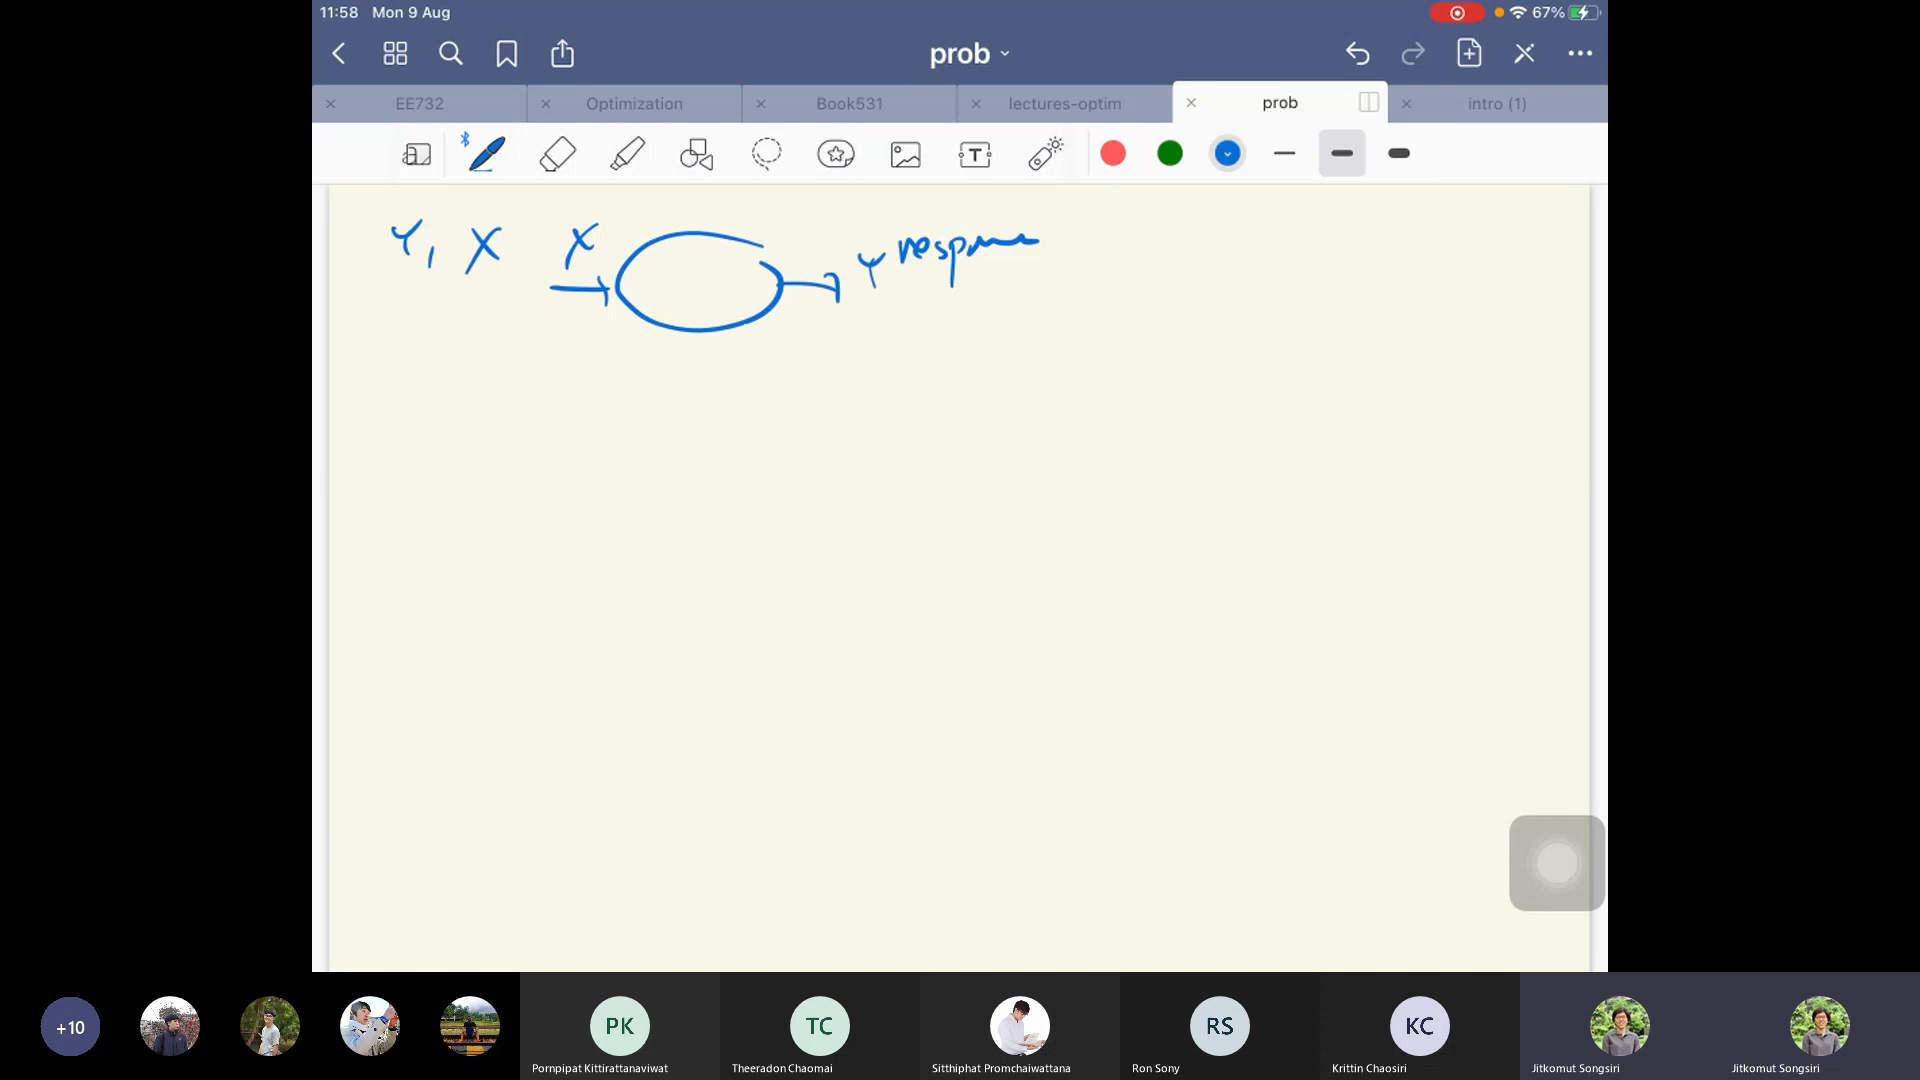 11:58 Mon 9 Aug
67%
prob
EE732
Optimization
Book531
lectures-optim
prob
intro (1)
Y, X
X
Y
+10
PK
TC
RS
KC
Pornpipat Kittirattanaviwat
Theeradon Chaomai
Sitthiphat Promchaiwattana
Ron Sony
Krittin Chaosiri
Jitkomut Songsiri
Jitkomut Songsiri